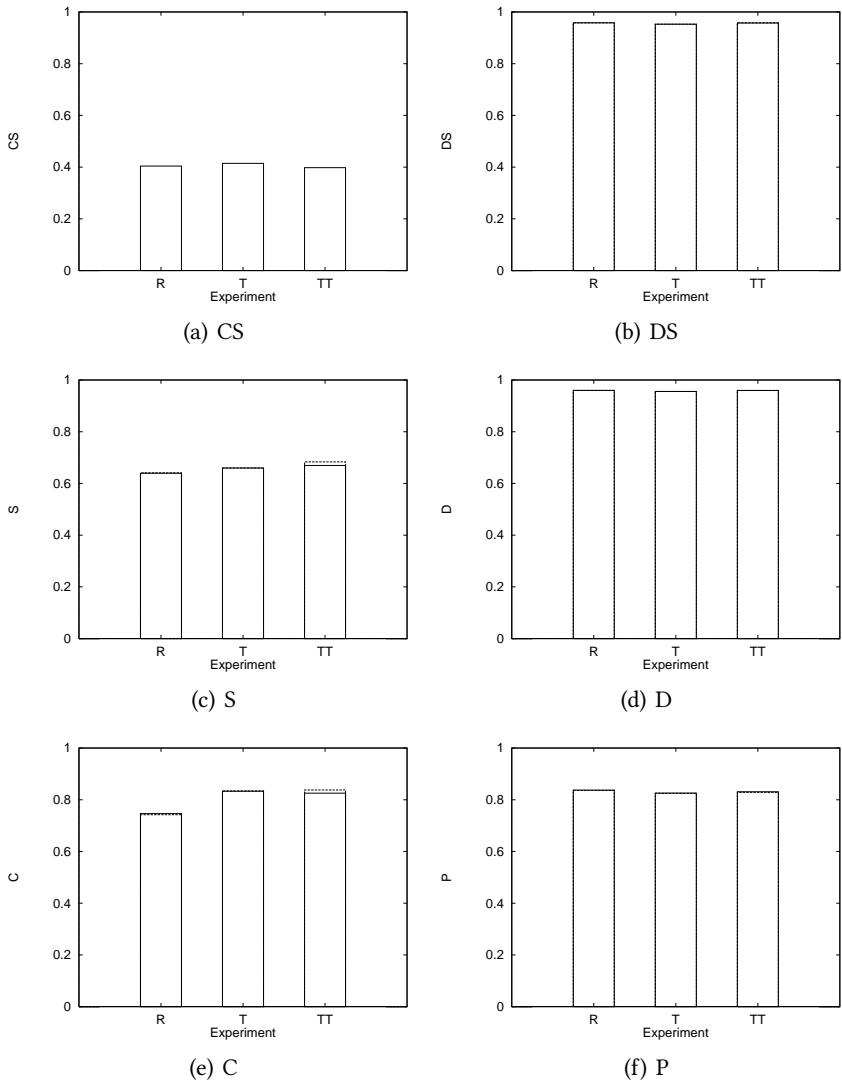 1
0.8
0.6
CS
0.4
0.2
0
R T TT
Experiment
(a) CS
1
0.8
0.6
DS
0.4
0.2
0
R T TT
Experiment
(b) DS
1
0.8
0.6
S
0.4
0.2
0
R T TT
Experiment
(c) S
1
0.8
0.6
D
0.4
0.2
0
R T TT
Experiment
(d) D
1
0.8
0.6
C
0.4
0.2
0
R T TT
Experiment
(e) C
1
0.8
0.6
P
0.4
0.2
0
R T TT
Experiment
(f) P